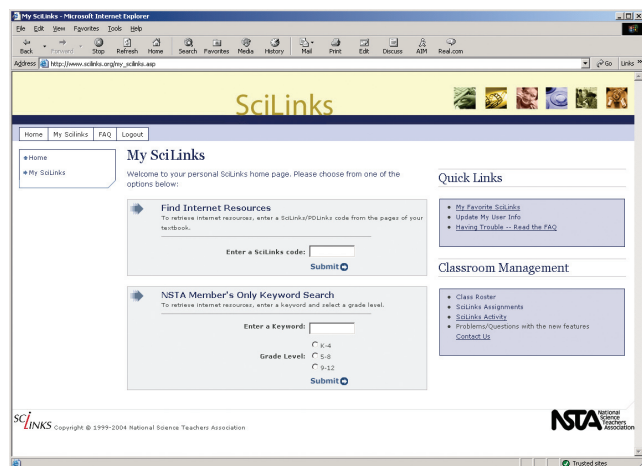 My SciLinks - Microsoft Internet Explorer
File Edit View Favorites Tools Help
Back Forward Stop Refresh Home Search Favorites Media History Mail Print Edit Discuss AIM Real.com
Address http://www.scilinks.org/my_scilinks.asp Go Links »
SciLinks
Home My Scilinks FAQ Logout
Home
My SciLinks
My SciLinks
Welcome to your personal SciLinks home page. Please choose from one of the
options below:
Find Internet Resources
To retrieve internet resources, enter a SciLinks/PDLinks code from the pages of your
textbook.
Enter a SciLinks code:
Submit
NSTA Member's Only Keyword Search
To retrieve internet resources, enter a keyword and select a grade level.
Enter a Keyword:
K-4
Grade Level: 5-8
9-12
Submit
Quick Links
My Favorite SciLinks
Update My User Info
Having Trouble -- Read the FAQ
Classroom Management
Class Roster
SciLinks Assignments
SciLinks Activity
Problems/Questions with the new features
Contact Us
SCiLINKS Copyright © 1999-2004 National Science Teachers Association
NSTA National
Science
Teachers
Association
Trusted sites